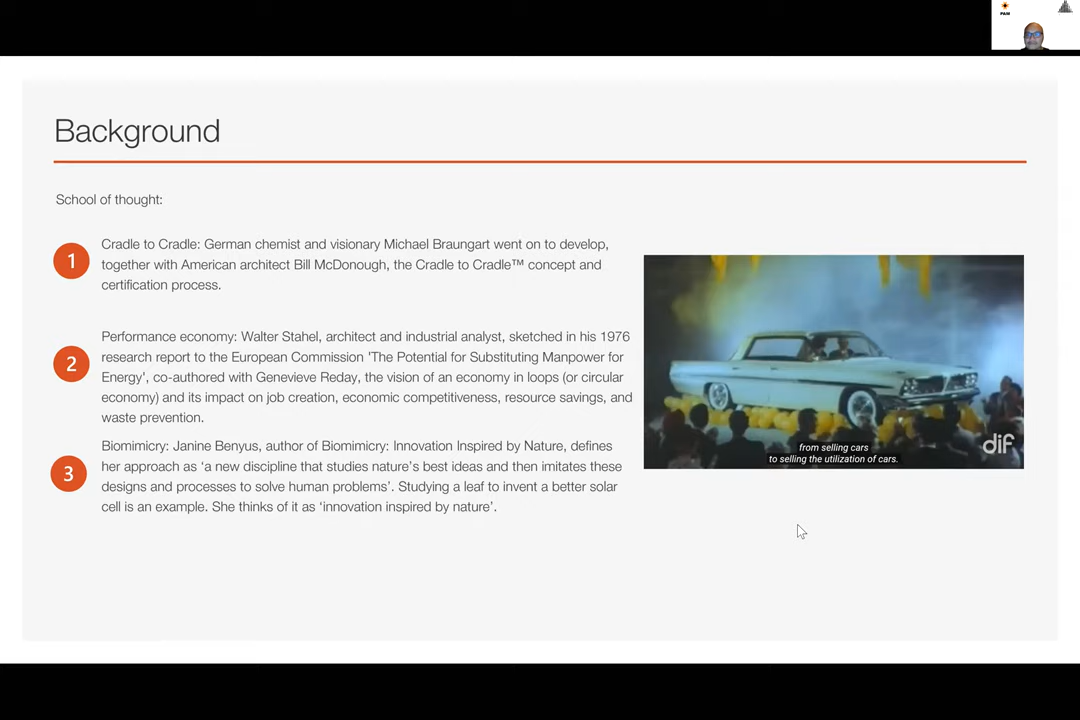 PAM
Background
School of thought:
1
Cradle to Cradle: German chemist and visionary Michael Braungart went on to develop,
together with American architect Bill McDonough, the Cradle to Cradle™ concept and
certification process.
2
Performance economy: Walter Stahel, architect and industrial analyst, sketched in his 1976
research report to the European Commission 'The Potential for Substituting Manpower for
Energy', co-authored with Genevieve Reday, the vision of an economy in loops (or circular
economy) and its impact on job creation, economic competitiveness, resource savings, and
waste prevention.
3
Biomimicry: Janine Benyus, author of Biomimicry: Innovation Inspired by Nature, defines
her approach as ‘a new discipline that studies nature’s best ideas and then imitates these
designs and processes to solve human problems’. Studying a leaf to invent a better solar
cell is an example. She thinks of it as ‘innovation inspired by nature’.
from selling cars
to selling the utilization of cars.
dif